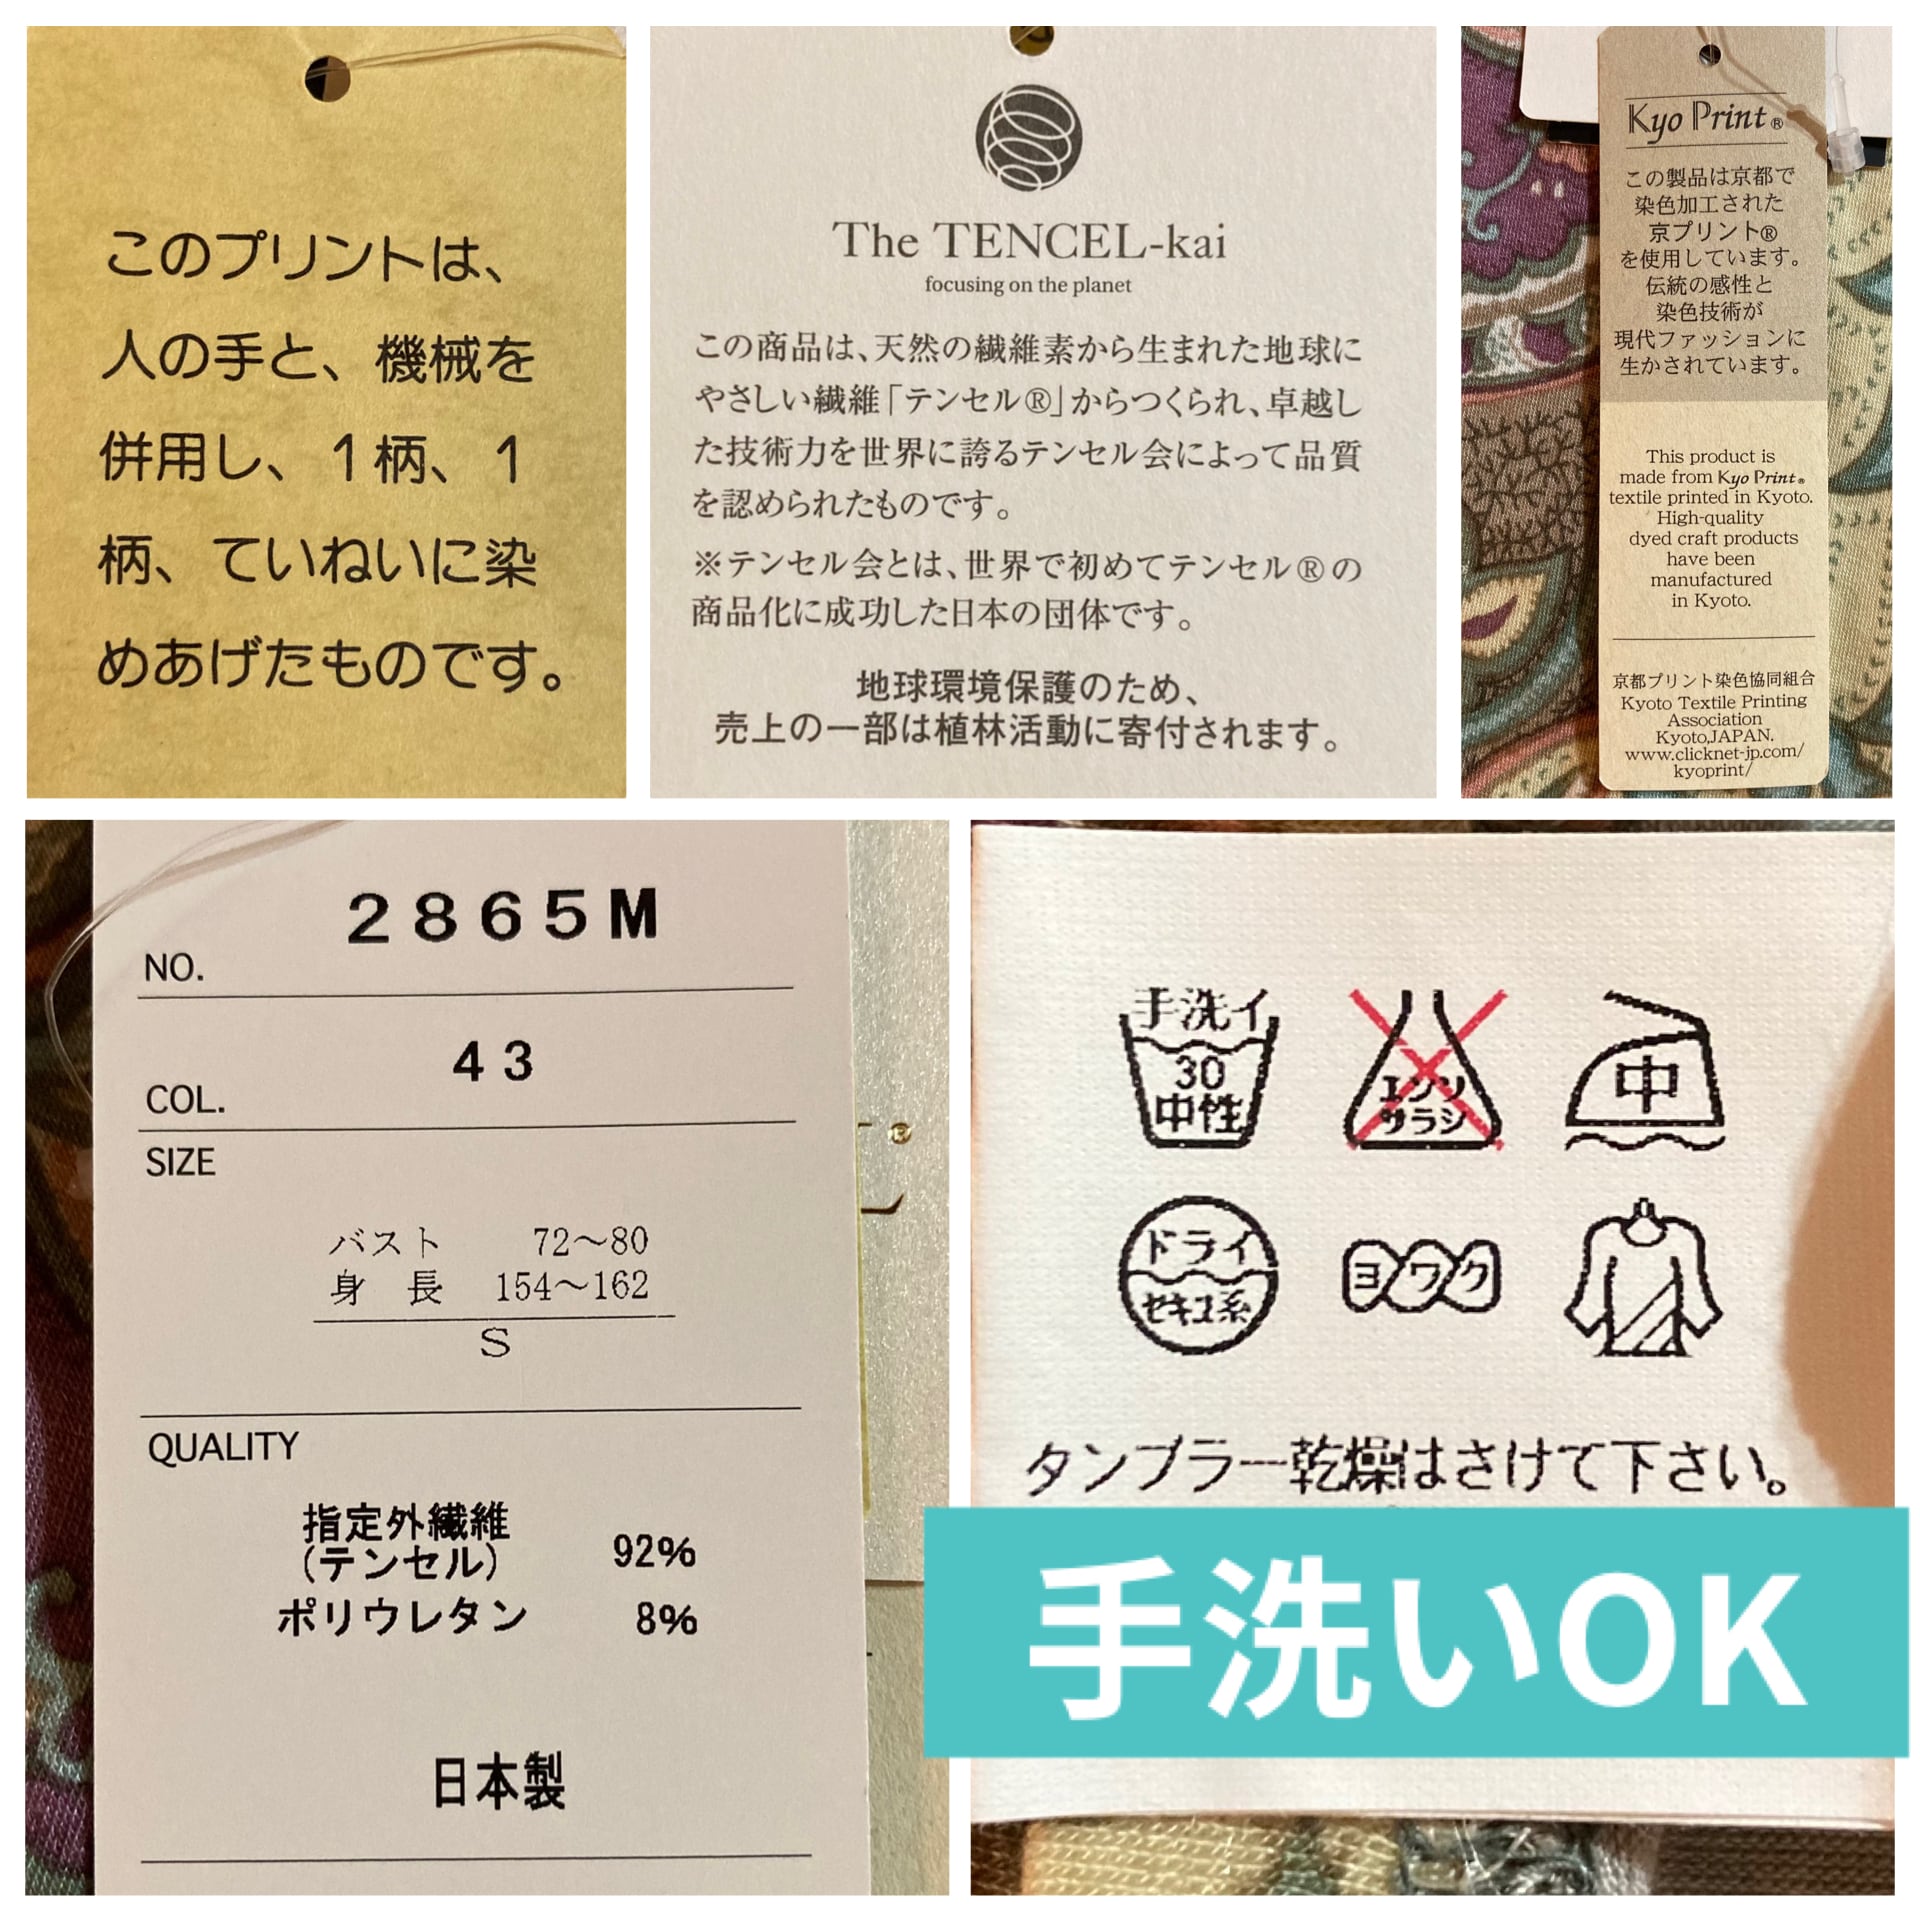 このプリントは、
人の手と、機械を
併用し、1柄、1
柄、ていねいに染
めあげたものです。
The TENCEL-kai
focusing on the planet
この商品は、天然の繊維素から生まれた地球に
やさしい繊維「テンセル®」からつくられ、卓越し
た技術力を世界に誇るテンセル会によって品質
を認められたものです。
※テンセル会とは、世界で初めてテンセル®の
商品化に成功した日本の団体です。
地球環境保護のため、
売上の一部は植林活動に寄付されます。
Kyo Print®
この製品は京都で
染色加工された
京プリント®
を使用しています。
伝統の感性と
染色技術が
現代ファッションに
生かされています。
This product is
made from Kyo Print®
textile printed in Kyoto.
High-quality
dyed craft products
have been
manufactured
in Kyoto.
京都プリント染色協同組合
Kyoto Textile Printing
Association
Kyoto,JAPAN.
www.clicknet-jp.com/
kyoprint/
2865M
NO.
43
COL.
SIZE
バスト 72〜80
身長 154〜162
S
QUALITY
指定外繊維
(テンセル) 92%
ポリウレタン 8%
日本製
®
手洗イ
30
中性
エンソ
サラシ
中
ドライ
セキユ系
ヨワク
タンブラー乾燥はさけて下さい。
手洗いOK